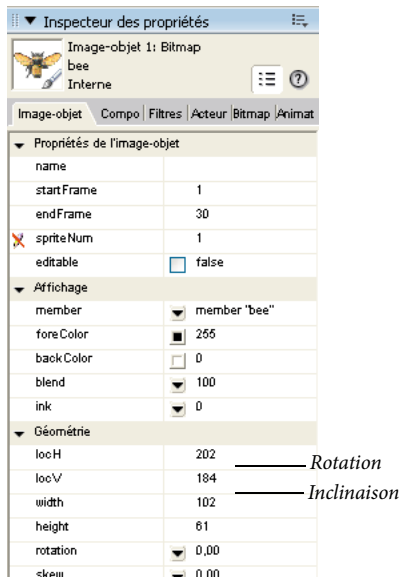 Inspecteur des propriétés
Image-objet 1: Bitmap
bee
Interne
Image-objet Compo Filtres Acteur Bitmap Animat
Propriétés de l'image-objet
name
startFrame 1
endFrame 30
spriteNum 1
editable false
Affichage
member member "bee"
foreColor 255
backColor 0
blend 100
ink 0
Géométrie
locH 202
Rotation
locV 184
Inclinaison
width 102
height 61
rotation 0,00
skew 0,00